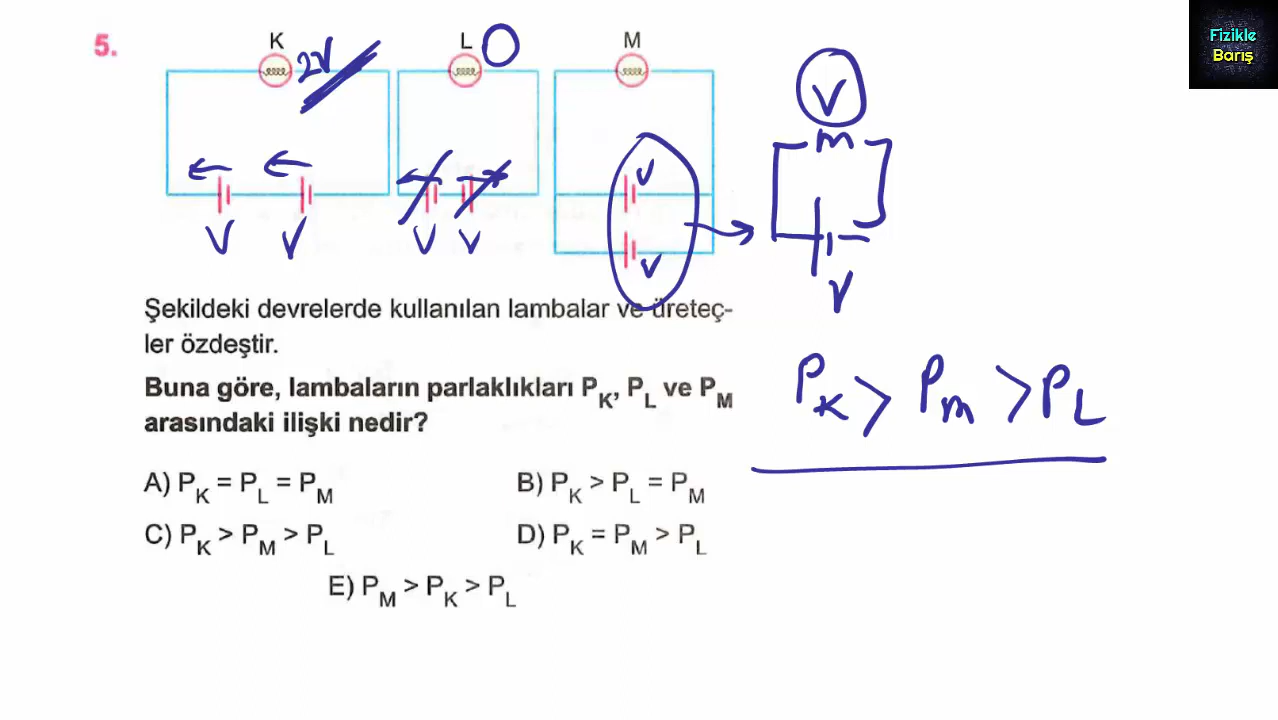 Fizikle
Barış
5.
K
2V
L
O
M
V
V
V
V
V
V
V
m
V
Şekildeki devrelerde kullanılan lambalar ve üreteç-
ler özdeştir.
Buna göre, lambaların parlaklıkları P_K, P_L ve P_M
arasındaki ilişki nedir?
P_K > P_m > P_L
A) P_K = P_L = P_M
B) P_K > P_L = P_M
C) P_K > P_M > P_L
D) P_K = P_M > P_L
E) P_M > P_K > P_L